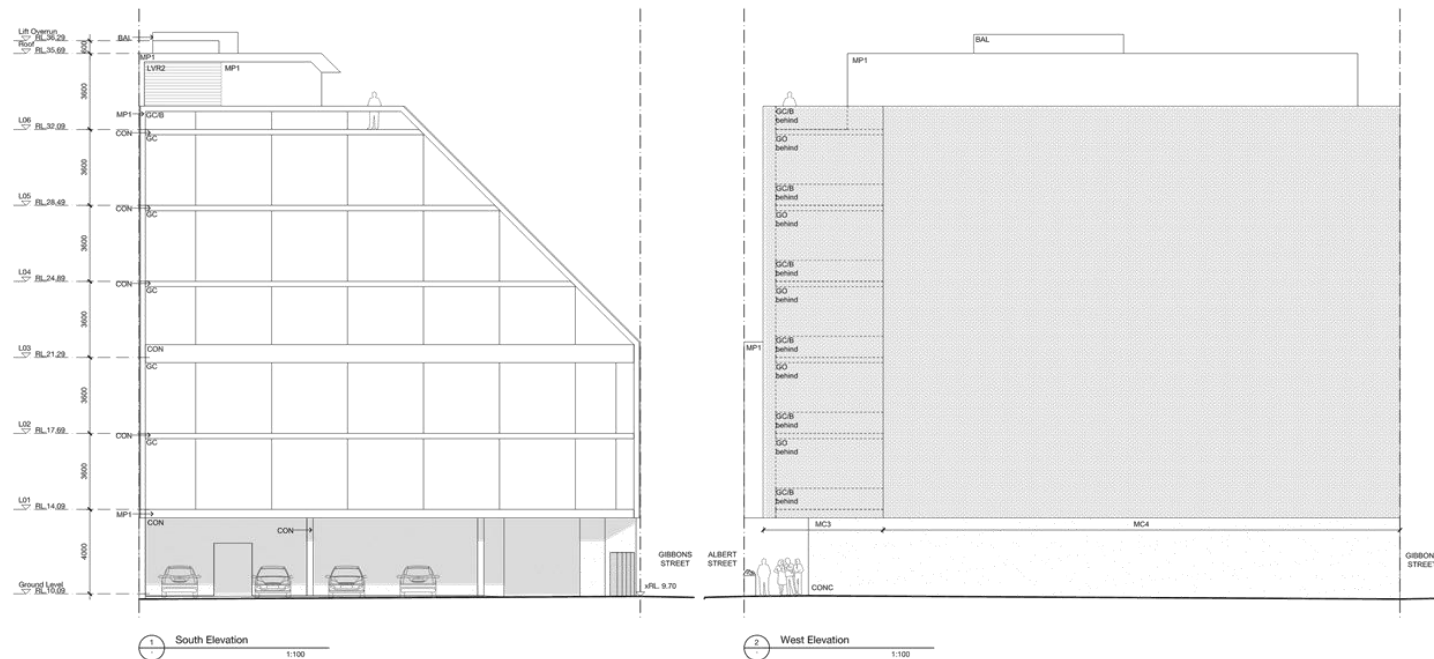 Lift Overrun
RL.36.29
Roof
RL.35.69
600
3600
L06
RL.32.09
3600
L05
RL.28.49
3600
L04
RL.24.89
3600
L03
RL.21.29
3600
L02
RL.17.69
3600
L01
RL.14.09
4000
Ground Level
RL.10.09
BAL
MP1
LVR2
MP1
MP1
GC/B
CON
GC
CON
GC
CON
GC
CON
GC
CON
GC
MP1
CON
CON
GIBBONS
STREET
xRL. 9.70
1
South Elevation
1:100
BAL
MP1
GC/B
behind
GO
behind
GC/B
behind
GO
behind
GC/B
behind
GO
behind
GC/B
behind
GO
behind
GC/B
behind
GO
behind
GC/B
behind
MP1
MC3
MC4
ALBERT
STREET
CONC
GIBBONS
STREET
2
West Elevation
1:100